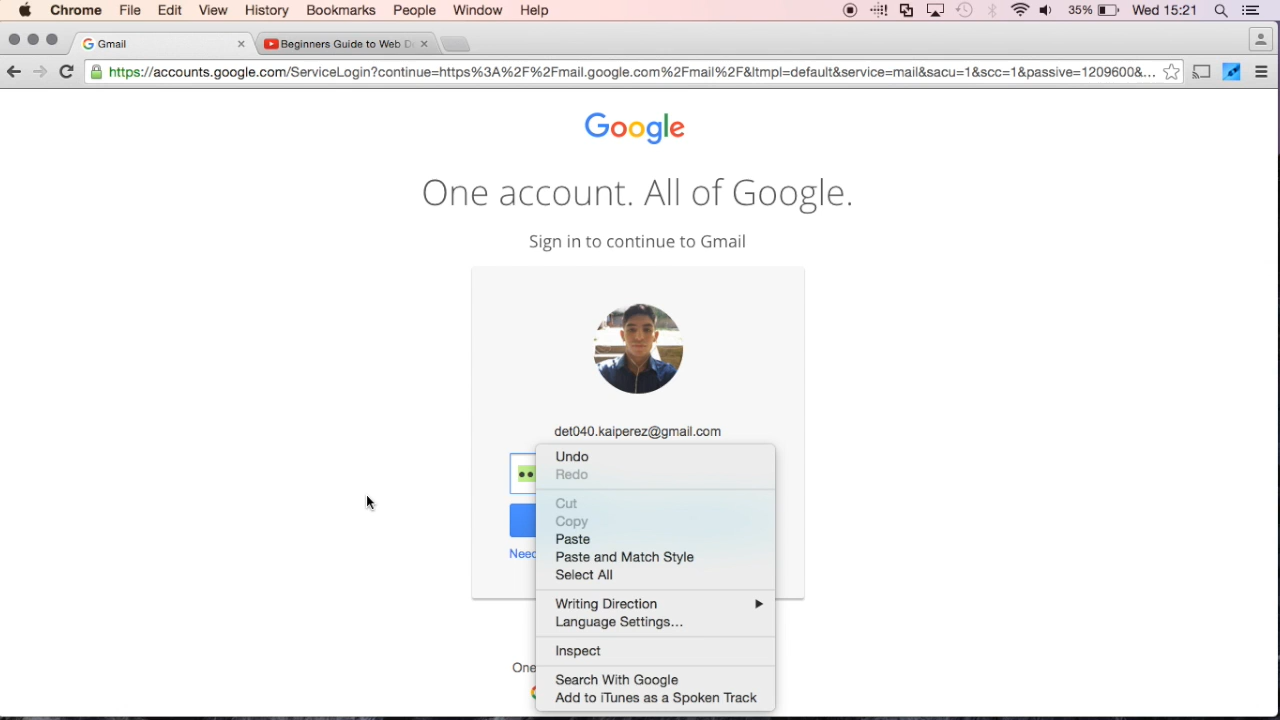 Chrome File Edit View History Bookmarks People Window Help 35% Wed 15:21
Gmail Beginners Guide to Web D
https://accounts.google.com/ServiceLogin?continue=https%3A%2F%2Fmail.google.com%2Fmail%2F&ltmpl=default&service=mail&sacu=1&scc=1&passive=1209600&...
Google
One account. All of Google.
Sign in to continue to Gmail
det040.kaiperez@gmail.com
Undo
Redo
Cut
Copy
Paste
Need
Paste and Match Style
Select All
Writing Direction
Language Settings...
Inspect
One
Search With Google
Add to iTunes as a Spoken Track